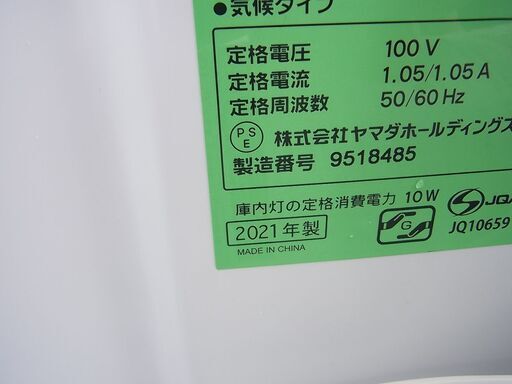 ●気候タイプ
定格電圧 100 V
定格電流 1.05/1.05 A
定格周波数 50/60 Hz
PSE 株式会社ヤマダホールディングス
製造番号 9518485
庫内灯の定格消費電力 10W
JQA
2021年製
G
MADE IN CHINA
JQ10659